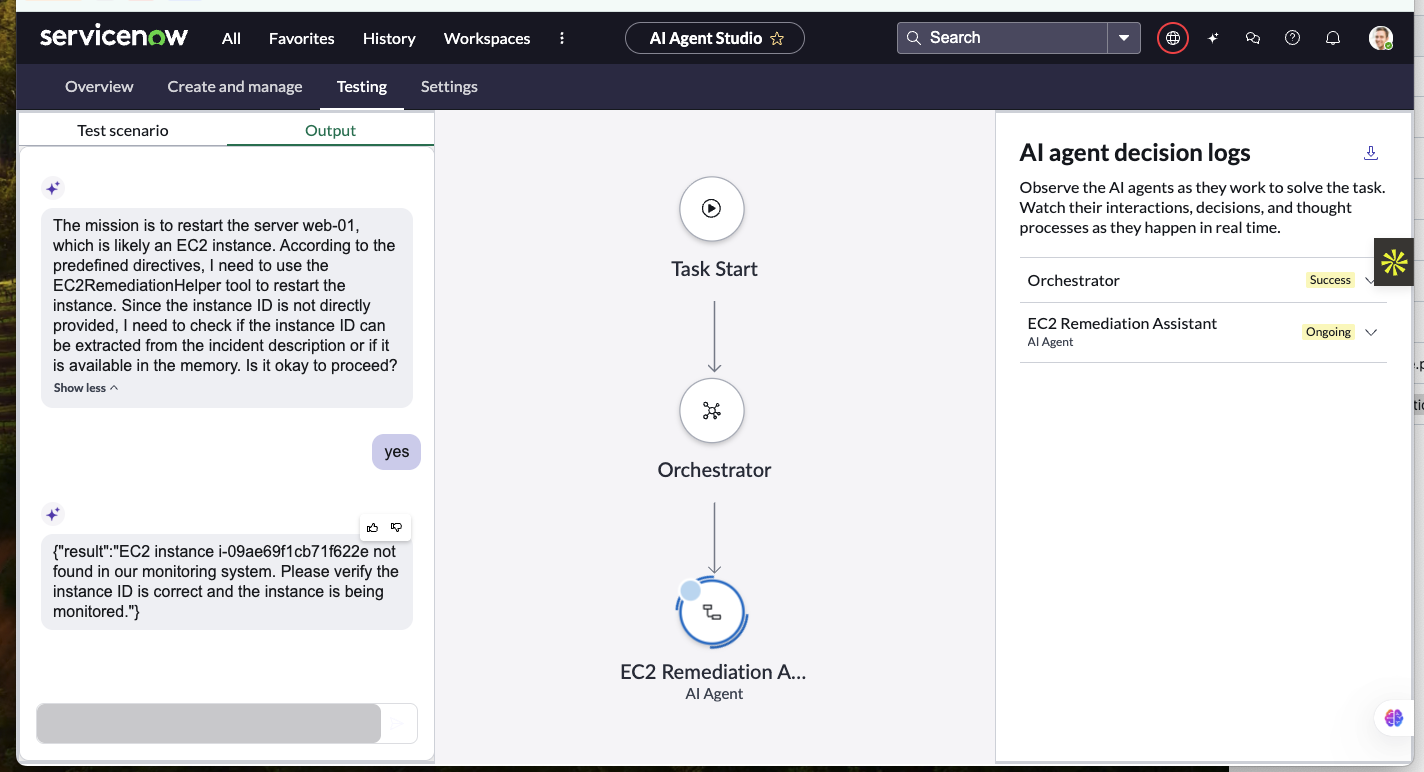 servicenow All Favorites History Workspaces AI Agent Studio Search
Overview Create and manage Testing Settings
Test scenario Output
The mission is to restart the server web-01,
which is likely an EC2 instance. According to the
predefined directives, I need to use the
EC2RemediationHelper tool to restart the
instance. Since the instance ID is not directly
provided, I need to check if the instance ID can
be extracted from the incident description or if it
is available in the memory. Is it okay to proceed?
Show less
yes
{"result":"EC2 instance i-09ae69f1cb71f622e not
found in our monitoring system. Please verify the
instance ID is correct and the instance is being
monitored."}
Task Start
Orchestrator
EC2 Remediation A...
AI Agent
AI agent decision logs
Observe the AI agents as they work to solve the task.
Watch their interactions, decisions, and thought
processes as they happen in real time.
Orchestrator Success
EC2 Remediation Assistant
AI Agent
Ongoing